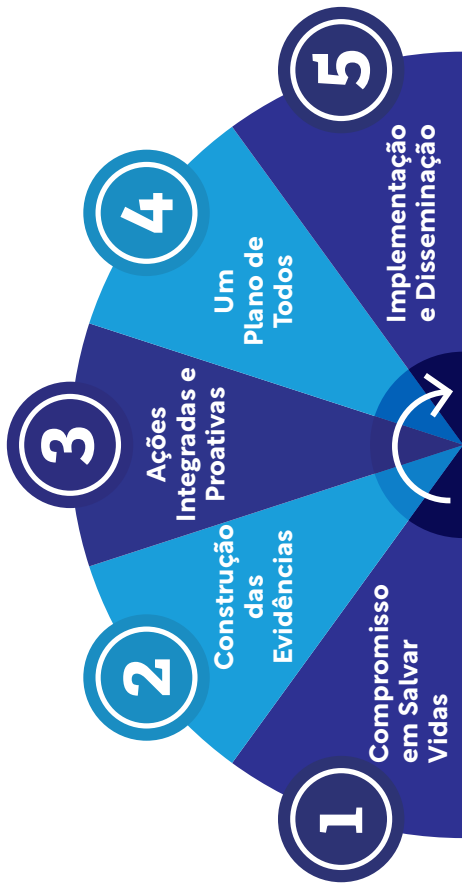 1
Compromisso
em Salvar
Vidas
2
Construção
das
Evidências
3
Ações
Integradas e
Proativas
4
Um
Plano de
Todos
5
Implementação
e Disseminação